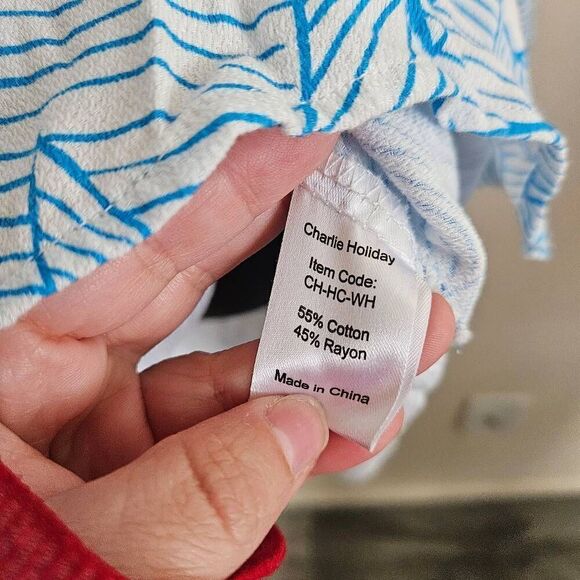 Charlie Holiday
Item Code:
CH-HC-WH
55% Cotton
45% Rayon
Made in China